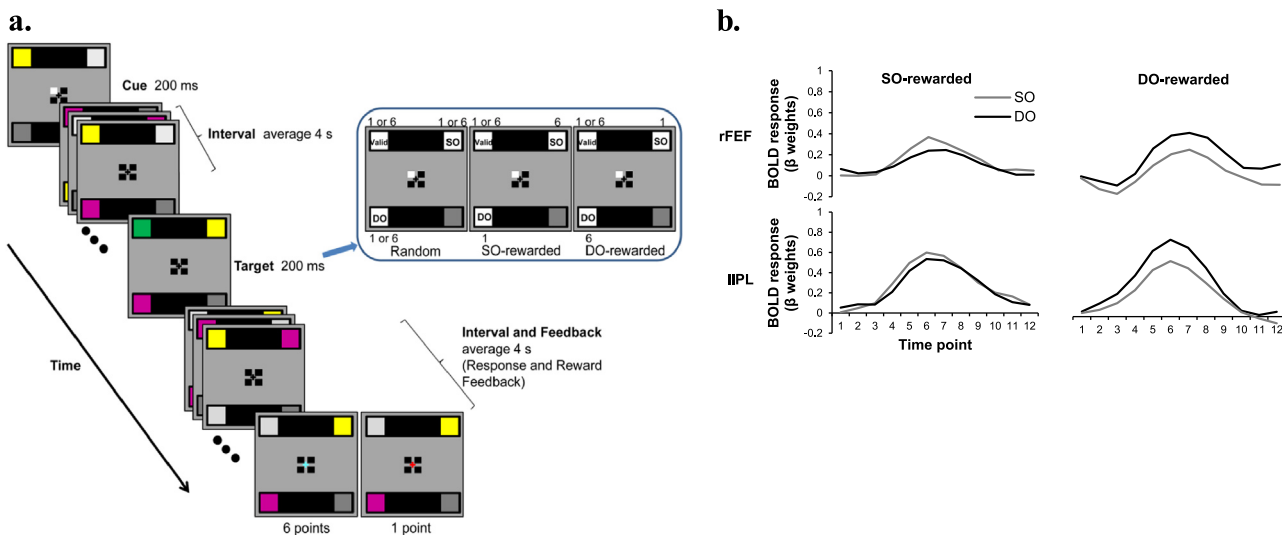 a.
Cue 200 ms
Interval average 4 s
1 or 6 1 or 6 1 or 6 6 1 or 6 1
Valid SO Valid SO Valid SO
DO DO DO
1 or 6 1 6
Random SO-rewarded DO-rewarded
Target 200 ms
Interval and Feedback
average 4 s
(Response and Reward
Feedback)
Time
6 points 1 point
b.
SO-rewarded DO-rewarded
SO
DO
rFEF
BOLD response
(β weights)
1
0.8
0.6
0.4
0.2
0
-0.2
lIPL
BOLD response
(β weights)
1
0.8
0.6
0.4
0.2
0
-0.2
1 2 3 4 5 6 7 8 9 10 11 12
Time point
1 2 3 4 5 6 7 8 9 10 11 12